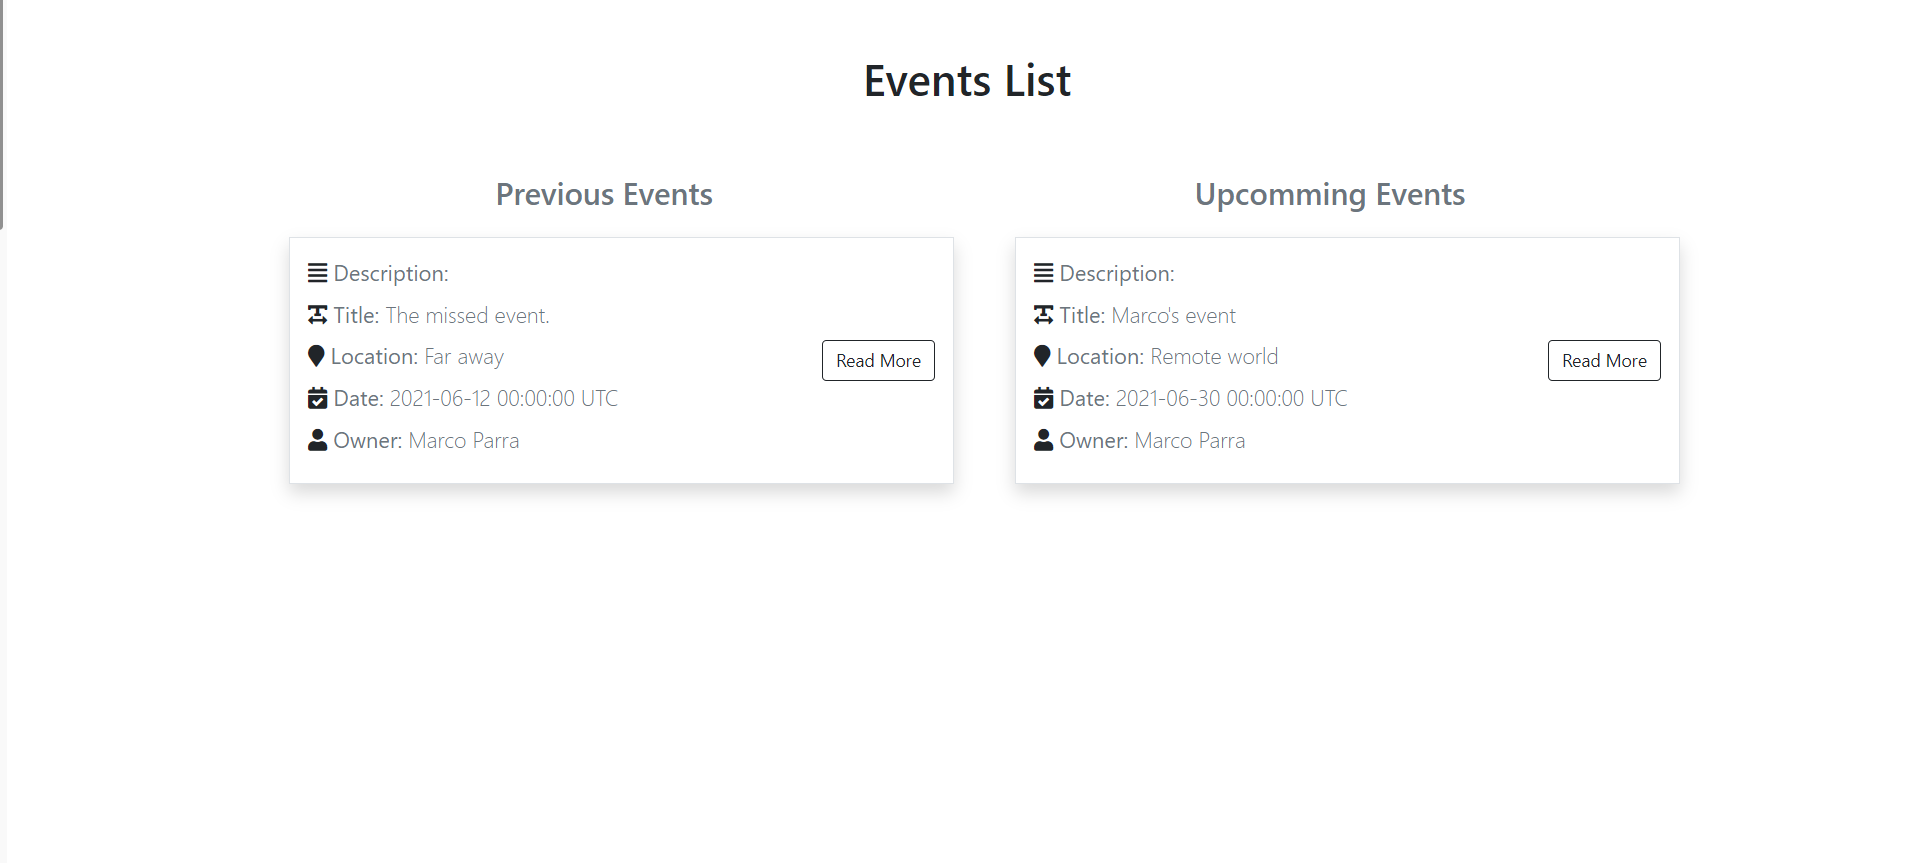 Events List
Previous Events
Description:
Title: The missed event.
Location: Far away
Read More
Date: 2021-06-12 00:00:00 UTC
Owner: Marco Parra
Upcomming Events
Description:
Title: Marco's event
Location: Remote world
Read More
Date: 2021-06-30 00:00:00 UTC
Owner: Marco Parra